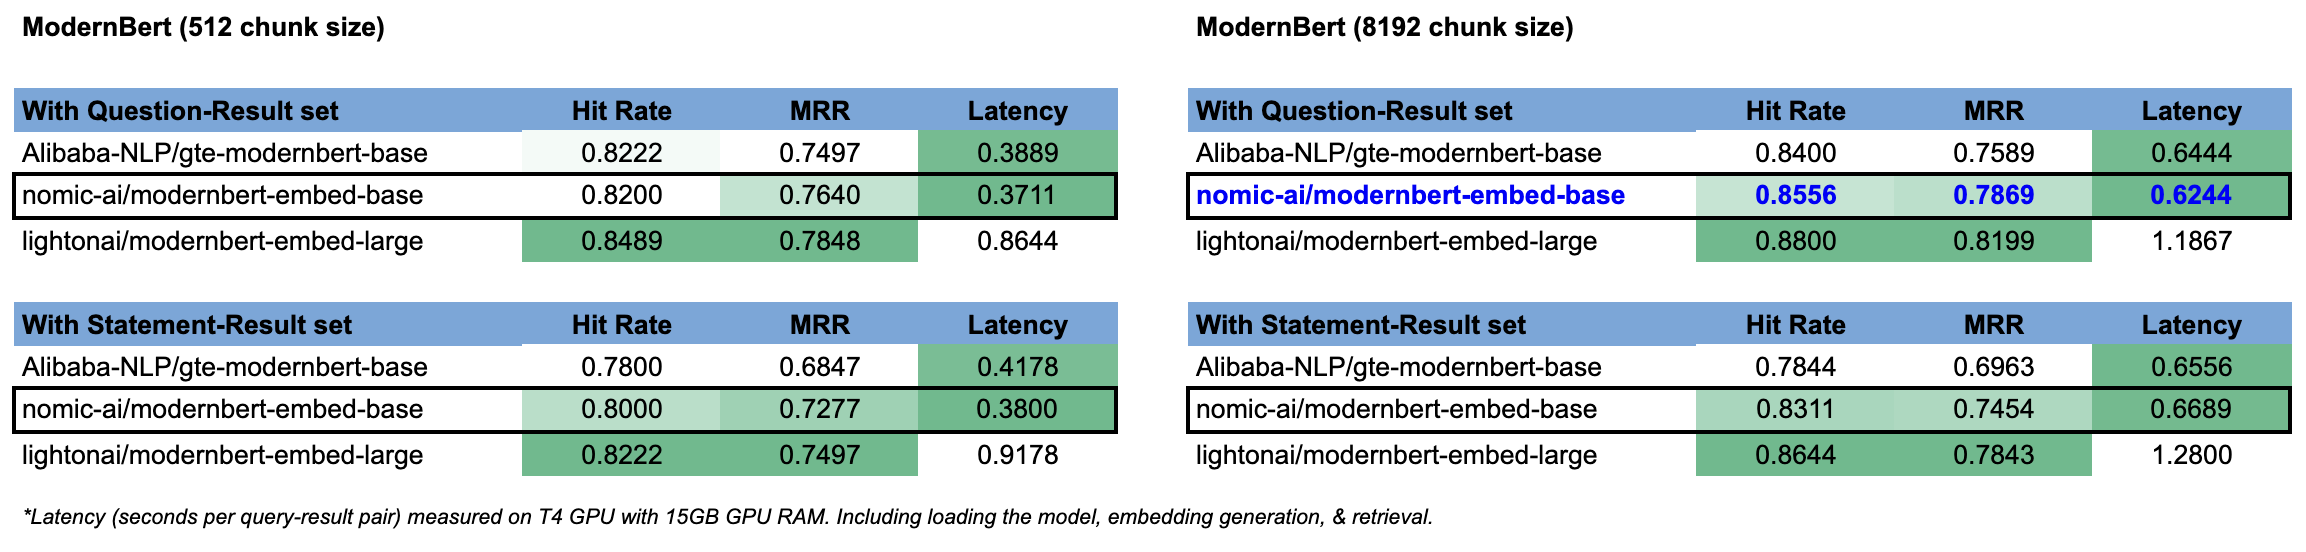 ModernBert (512 chunk size)
With Question-Result set Hit Rate MRR Latency
Alibaba-NLP/gte-modernbert-base 0.8222 0.7497 0.3889
nomic-ai/modernbert-embed-base 0.8200 0.7640 0.3711
lightonai/modernbert-embed-large 0.8489 0.7848 0.8644
With Statement-Result set Hit Rate MRR Latency
Alibaba-NLP/gte-modernbert-base 0.7800 0.6847 0.4178
nomic-ai/modernbert-embed-base 0.8000 0.7277 0.3800
lightonai/modernbert-embed-large 0.8222 0.7497 0.9178
ModernBert (8192 chunk size)
With Question-Result set Hit Rate MRR Latency
Alibaba-NLP/gte-modernbert-base 0.8400 0.7589 0.6444
nomic-ai/modernbert-embed-base 0.8556 0.7869 0.6244
lightonai/modernbert-embed-large 0.8800 0.8199 1.1867
With Statement-Result set Hit Rate MRR Latency
Alibaba-NLP/gte-modernbert-base 0.7844 0.6963 0.6556
nomic-ai/modernbert-embed-base 0.8311 0.7454 0.6689
lightonai/modernbert-embed-large 0.8644 0.7843 1.2800
*Latency (seconds per query-result pair) measured on T4 GPU with 15GB GPU RAM. Including loading the model, embedding generation, & retrieval.